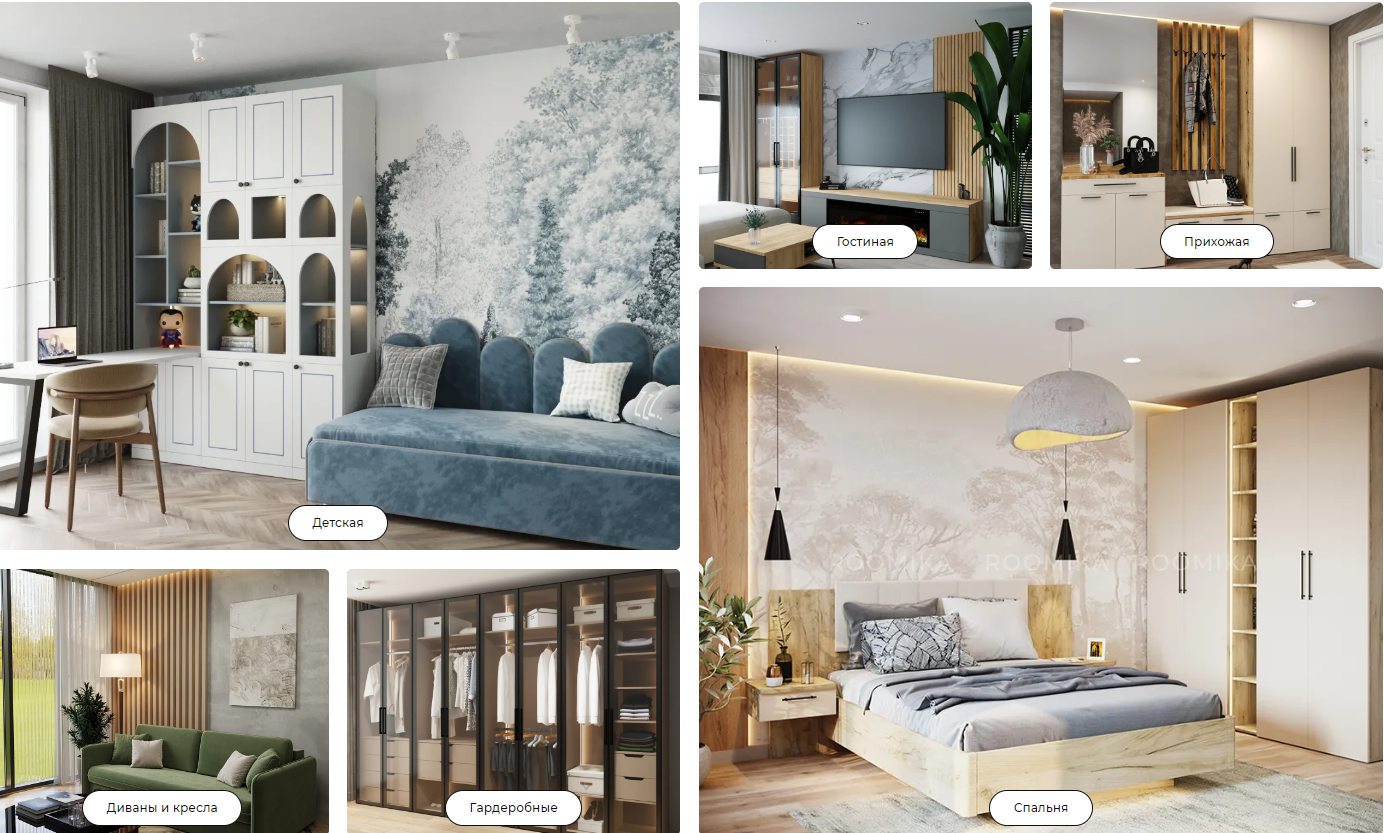 Гостиная
Прихожая
Детская
ROOMIKA ROOMIKA ROOMIKA
Диваны и кресла
Гардеробные
Спальня